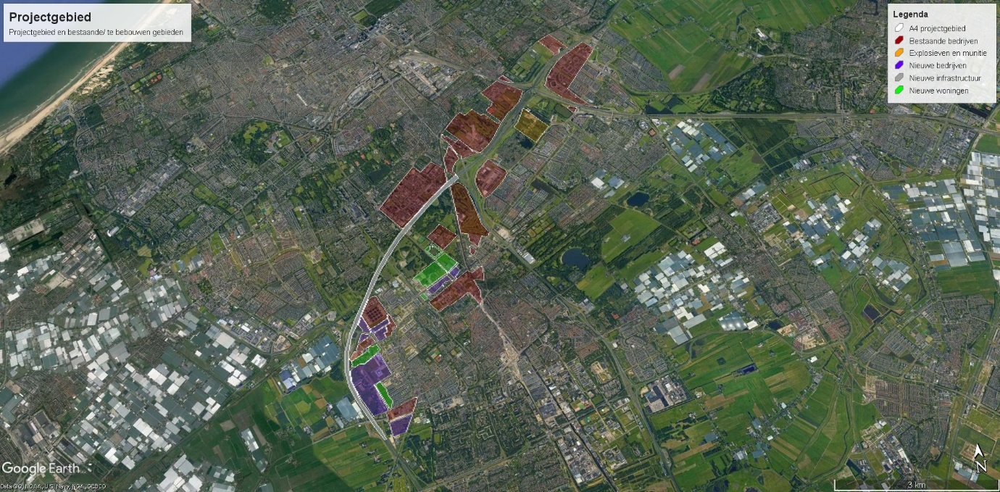 Projectgebied
Projectgebied en bestaande/ te bebouwen gebieden
Legenda
A4 projectgebied
Bestaande bedrijven
Explosieven en munitie
Nieuwe bedrijven
Nieuwe infrastructuur
Nieuwe woningen
Google Earth
Data SIO, NOAA, U.S. Navy, NGA, GEBCO
N
3 km